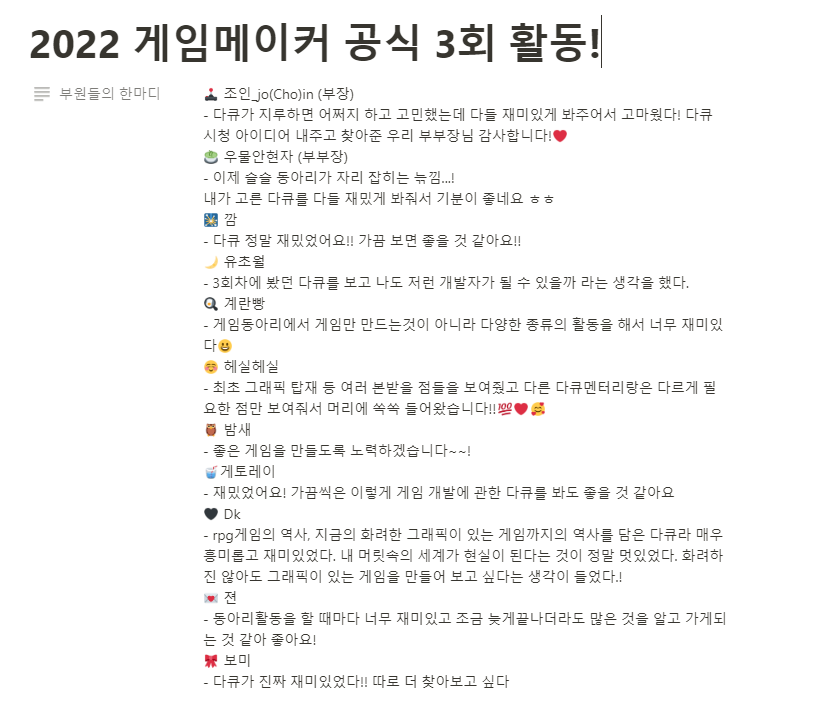 2022 게임메이커 공식 3회 활동!
부원들의 한마디
🕹️ 조인_jo(Cho)in (부장)
- 다큐가 지루하면 어쩌지 하고 고민했는데 다들 재미있게 봐주어서 고마웠다! 다큐
시청 아이디어 내주고 찾아준 우리 부부장님 감사합니다!❤️
우물안현자 (부부장)
- 이제 슬슬 동아리가 자리 잡히는 늒낌...!
내가 고른 다큐를 다들 재밌게 봐줘서 기분이 좋네요 ㅎㅎ
🎇 깜
- 다큐 정말 재밌었어요!! 가끔 보면 좋을 것 같아요!!
🌙 유초월
- 3회차에 봤던 다큐를 보고 나도 저런 개발자가 될 수 있을까 라는 생각을 했다.
🍳 계란빵
- 게임동아리에서 게임만 만드는것이 아니라 다양한 종류의 활동을 해서 너무 재미있
다😃
☺️ 헤실헤실
- 최초 그래픽 탑재 등 여러 본받을 점들을 보여줬고 다른 다큐멘터리랑은 다르게 필
요한 점만 보여줘서 머리에 쏙쏙 들어왔습니다!!💯❤️🥰
🦉 밤새
- 좋은 게임을 만들도록 노력하겠습니다~~!
🥤게토레이
- 재밌었어요! 가끔씩은 이렇게 게임 개발에 관한 다큐를 봐도 좋을 것 같아요
🖤 Dk
- rpg게임의 역사, 지금의 화려한 그래픽이 있는 게임까지의 역사를 담은 다큐라 매우
흥미롭고 재미있었다. 내 머릿속의 세계가 현실이 된다는 것이 정말 멋있었다. 화려하
진 않아도 그래픽이 있는 게임을 만들어 보고 싶다는 생각이 들었다.!
💌 젼
- 동아리활동을 할 때마다 너무 재미있고 조금 늦게끝나더라도 많은 것을 알고 가게되
는 것 같아 좋아요!
🎀 보미
- 다큐가 진짜 재미있었다!! 따로 더 찾아보고 싶다